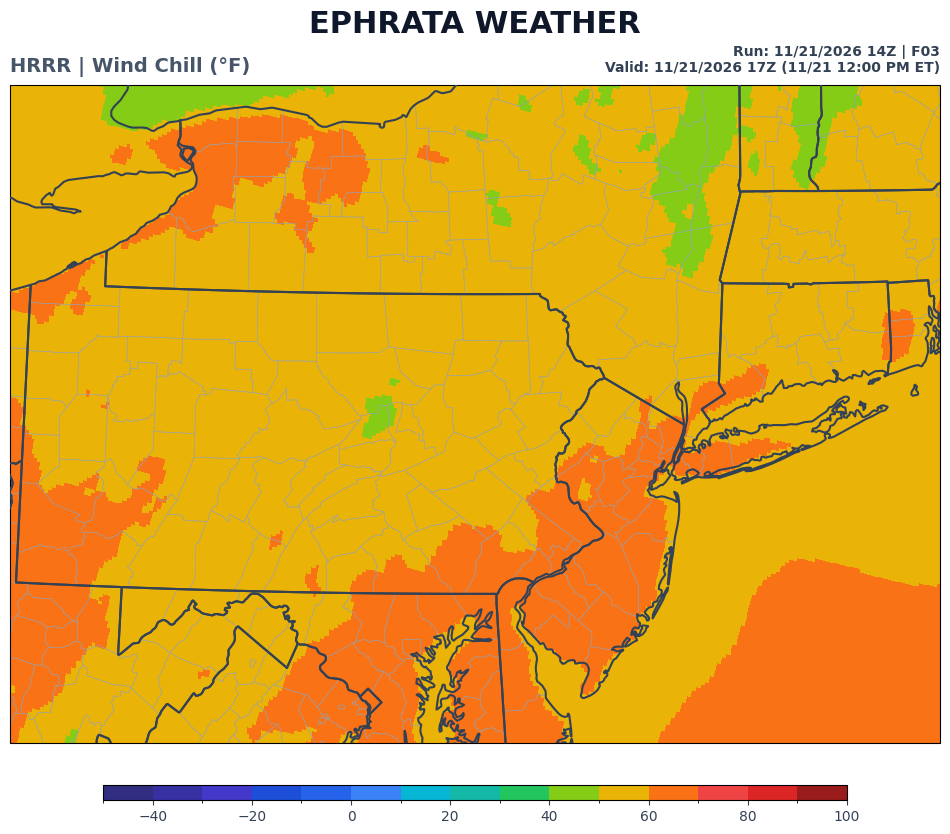 EPHRATA WEATHER
HRRR | Wind Chill (°F)
Run: 11/21/2026 14Z | F03
Valid: 11/21/2026 17Z (11/21 12:00 PM ET)
−40 −20 0 20 40 60 80 100